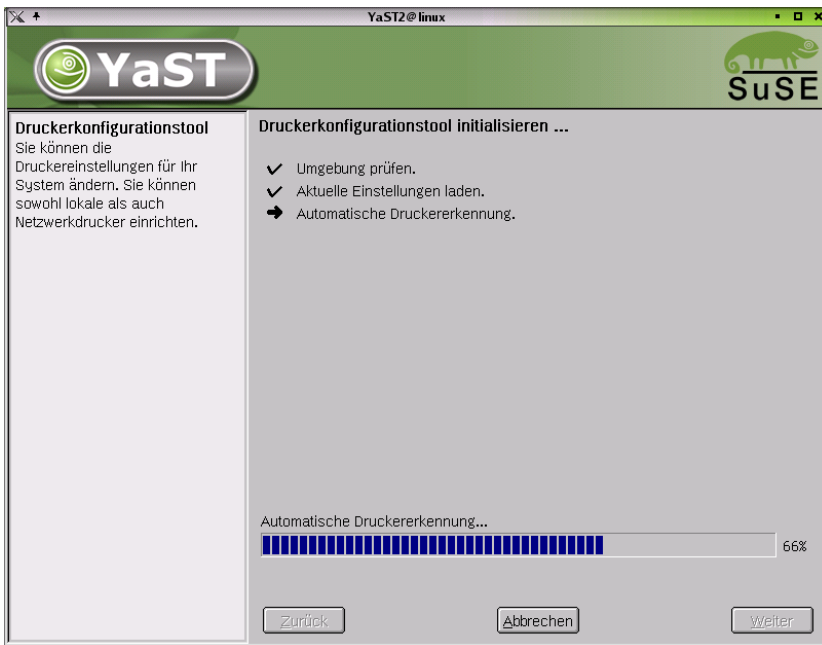 YaST2@linux
YaST
SuSE
Druckerkonfigurationstool
Sie können die
Druckereinstellungen für Ihr
System ändern. Sie können
sowohl lokale als auch
Netzwerkdrucker einrichten.
Druckerkonfigurationstool initialisieren ...
Umgebung prüfen.
Aktuelle Einstellungen laden.
Automatische Druckererkennung.
Automatische Druckererkennung...
66%
Zurück
Abbrechen
Weiter